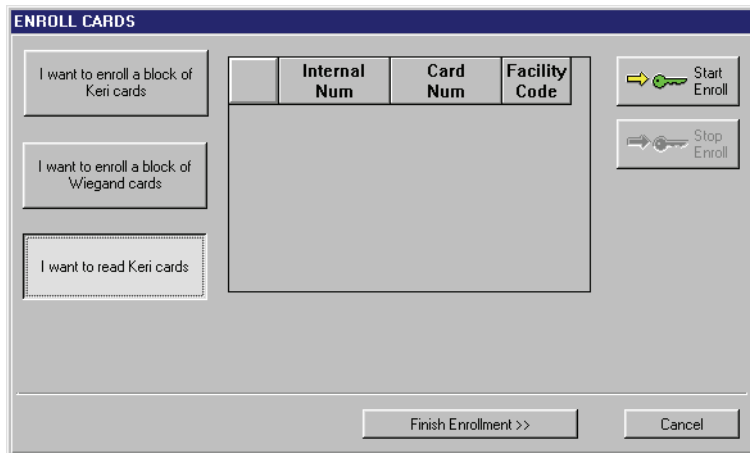 ENROLL CARDS
I want to enroll a block of
Keri cards
I want to enroll a block of
Wiegand cards
I want to read Keri cards
Internal
Num
Card
Num
Facility
Code
Start
Enroll
Stop
Enroll
Finish Enrollment >>
Cancel